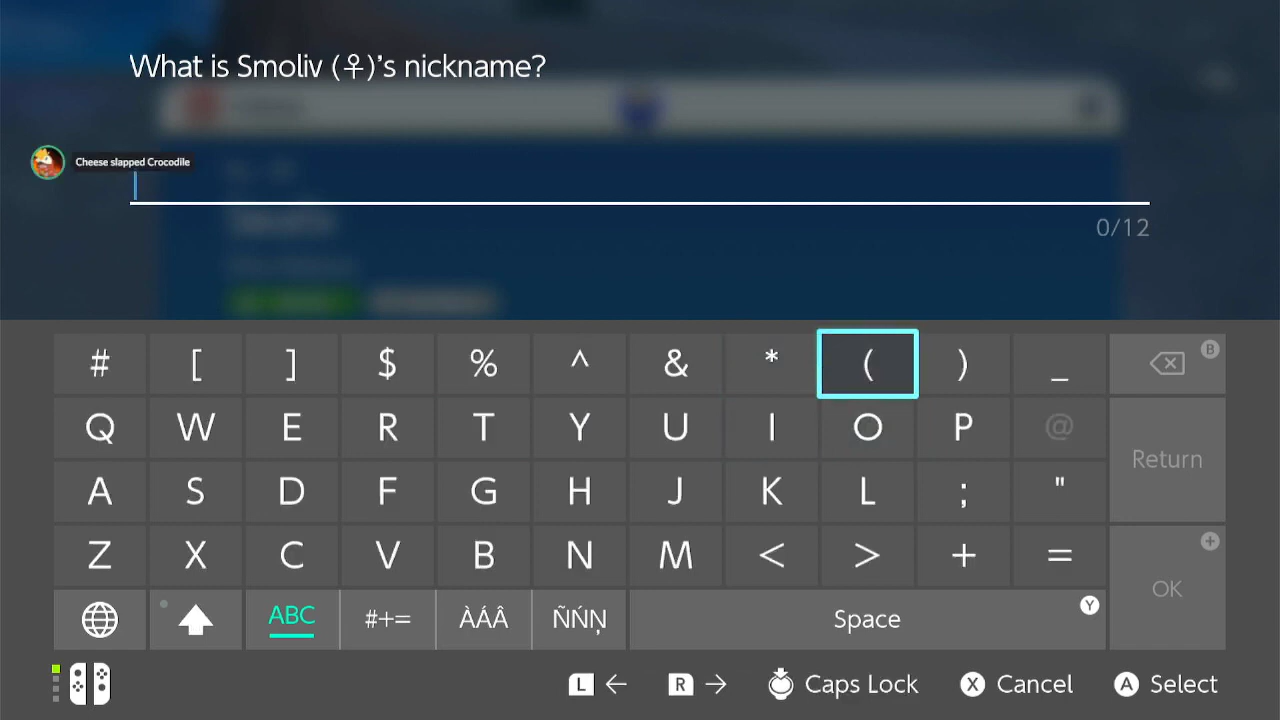 What is Smoliv (♀)'s nickname?
Cheese slapped Crocodile
0/12
# [ ] $ % ^ & * ( ) _ B
Q W E R T Y U I O P @
Return
A S D F G H J K L ; "
Z X C V B N M < > + = +
OK
ABC #+= ÀÁÂ ÑŃŅ Space Y
L ← R → Caps Lock X Cancel A Select